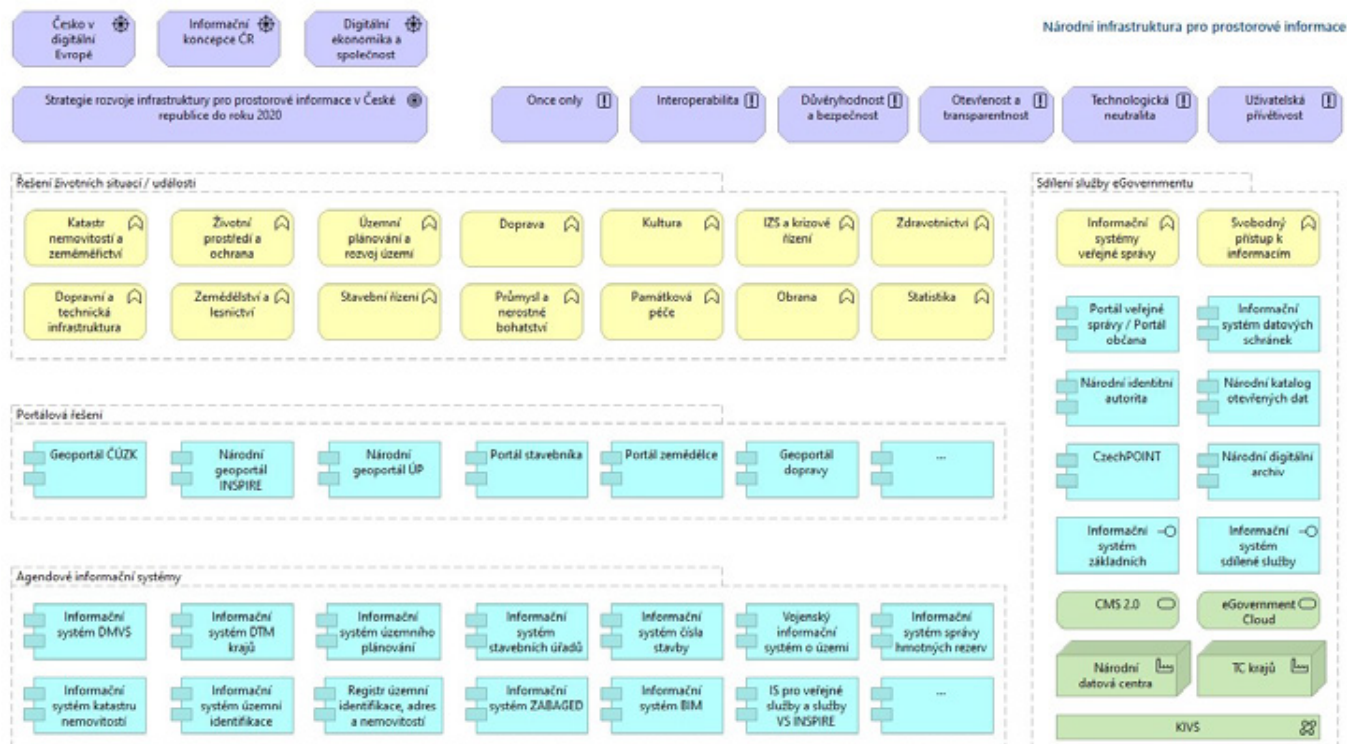 Česko v
digitální
Evropě
Informační
koncepce ČR
Digitální
ekonomika a
společnost
Národní infrastruktura pro prostorové informace
Strategie rozvoje infrastruktury pro prostorové informace v České
republice do roku 2020
Once only
Interoperabilita
Důvěryhodnost
a bezpečnost
Otevřenost a
transparentnost
Technologická
neutralita
Uživatelská
přívětivost
Řešení životních situací / událostí
Katastr
nemovitostí a
zeměměřictví
Životní
prostředí a
ochrana
Územní
plánování a
rozvoj území
Doprava
Kultura
IZS a krizové
řízení
Zdravotnictví
Dopravní a
technická
infrastruktura
Zemědělství a
lesnictví
Stavební řízení
Průmysl a
nerostné
bohatství
Památková
péče
Obrana
Statistika
Portálová řešení
Geoportál ČÚZK
Národní
geoportál
INSPIRE
Národní
geoportál ÚP
Portál stavebníka
Portál zemědělce
Geoportál
dopravy
...
Agendové informační systémy
Informační
systém DMVS
Informační
systém DTM
krajů
Informační
systém územního
plánování
Informační
systém
stavebních úřadů
Informační
systém čísla
stavby
Vojenský
informační
systém o území
Informační
systém správy
hmotných rezerv
Informační
systém katastru
nemovitostí
Informační
systém územní
identifikace
Registr územní
identifikace, adres
a nemovitostí
Informační
systém ZABAGED
Informační
systém BIM
IS pro veřejné
služby a služby
VS INSPIRE
...
Sdílení služby eGovernmentu
Informační
systémy
veřejné správy
Svobodný
přístup k
informacím
Portál veřejné
správy / Portál
občana
Informační
systém datových
schránek
Národní identitní
autorita
Národní katalog
otevřených dat
CzechPOINT
Národní digitální
archiv
Informační
systém
základních
Informační
systém
sdílené služby
CMS 2.0
eGovernment
Cloud
Národní
datová centra
TC krajů
KIVS